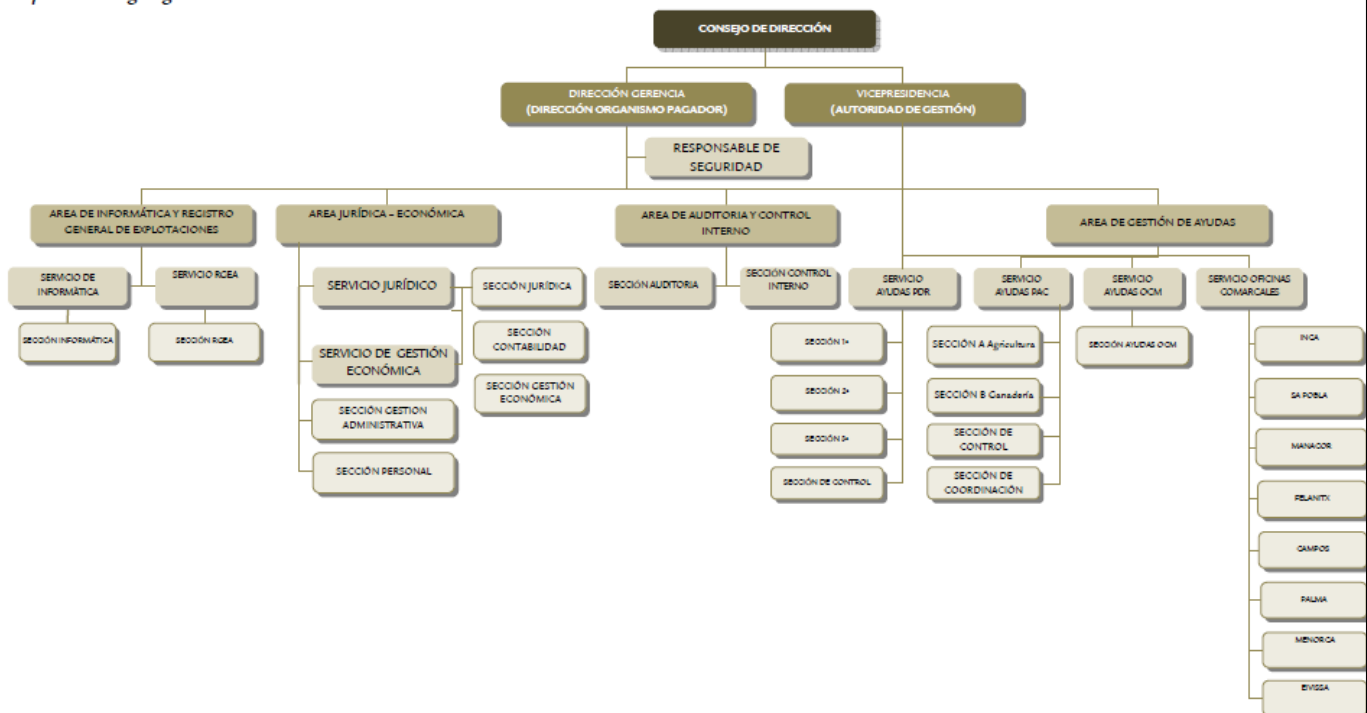 CONSEJO DE DIRECCIÓN
DIRECCIÓN GERENCIA
(DIRECCIÓN ORGANISMO PAGADOR)
VICEPRESIDENCIA
(AUTORIDAD DE GESTIÓN)
RESPONSABLE DE
SEGURIDAD
AREA DE INFORMÁTICA Y REGISTRO
GENERAL DE EXPLOTACIONES
AREA JURÍDICA – ECONÓMICA
AREA DE AUDITORIA Y CONTROL
INTERNO
AREA DE GESTIÓN DE AYUDAS
SERVICIO DE
INFORMÀTICA
SERVICIO RGEA
SECCIÓN INFORMÁTICA
SECCIÓN RGEA
SERVICIO JURÍDICO
SERVICIO DE GESTIÓN
ECONÓMICA
SECCIÓN GESTION
ADMINISTRATIVA
SECCIÓN PERSONAL
SECCIÓN JURÍDICA
SECCIÓN
CONTABILIDAD
SECCIÓN GESTIÓN
ECONÓMICA
SECCIÓN AUDITORIA
SECCIÓN CONTROL
INTERNO
SERVICIO
AYUDAS PDR
SECCIÓN 1ª
SECCIÓN 2ª
SECCIÓN 3ª
SECCIÓN DE CONTROL
SERVICIO
AYUDAS PAC
SECCIÓN A Agricultura
SECCIÓN B Ganadería
SECCIÓN DE
CONTROL
SECCIÓN DE
COORDINACIÓN
SERVICIO
AYUDAS OCM
SECCIÓN AYUDAS OCM
SERVICIO OFICINAS
COMARCALES
INCA
SA POBLA
MANACOR
FELANITX
CAMPOS
PALMA
MENORCA
EIVISSA